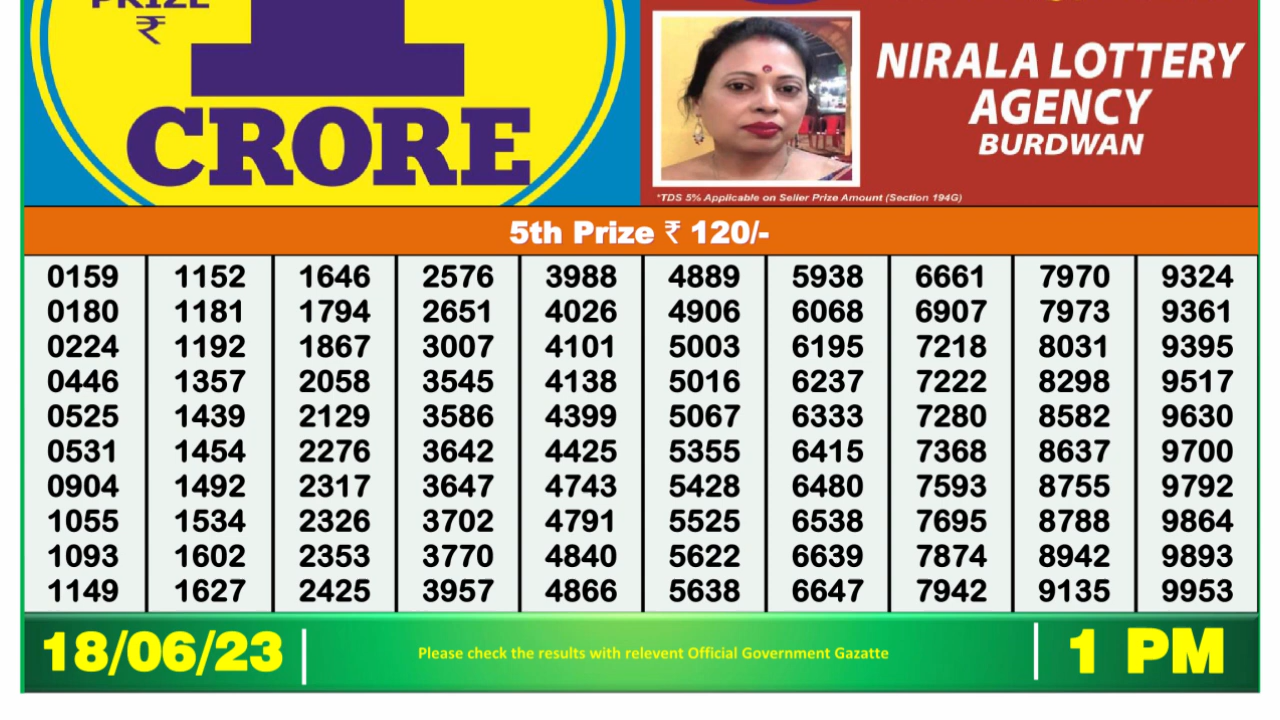 PRIZE
₹
1
CRORE
NIRALA LOTTERY
AGENCY
BURDWAN
*TDS 5% Applicable on Seller Prize Amount (Section 194G)
5th Prize ₹ 120/-
0159 1152 1646 2576 3988 4889 5938 6661 7970 9324
0180 1181 1794 2651 4026 4906 6068 6907 7973 9361
0224 1192 1867 3007 4101 5003 6195 7218 8031 9395
0446 1357 2058 3545 4138 5016 6237 7222 8298 9517
0525 1439 2129 3586 4399 5067 6333 7280 8582 9630
0531 1454 2276 3642 4425 5355 6415 7368 8637 9700
0904 1492 2317 3647 4743 5428 6480 7593 8755 9792
1055 1534 2326 3702 4791 5525 6538 7695 8788 9864
1093 1602 2353 3770 4840 5622 6639 7874 8942 9893
1149 1627 2425 3957 4866 5638 6647 7942 9135 9953
18/06/23 Please check the results with relevent Official Government Gazatte 1 PM